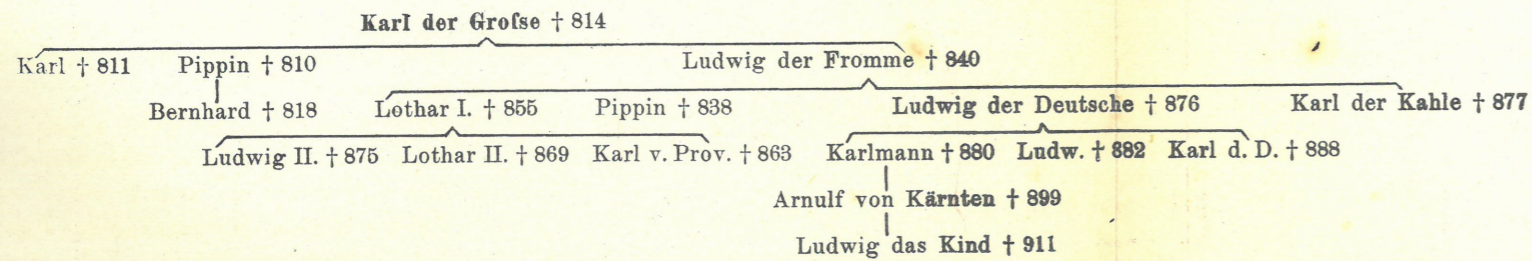 Karl der Groſse † 814
Karl † 811 Pippin † 810 Ludwig der Fromme † 840
Bernhard † 818 Lothar I. † 855 Pippin † 838 Ludwig der Deutsche † 876 Karl der Kahle † 877
Ludwig II. † 875 Lothar II. † 869 Karl v. Prov. † 863 Karlmann † 880 Ludw. † 882 Karl d. D. † 888
Arnulf von Kärnten † 899
Ludwig das Kind † 911